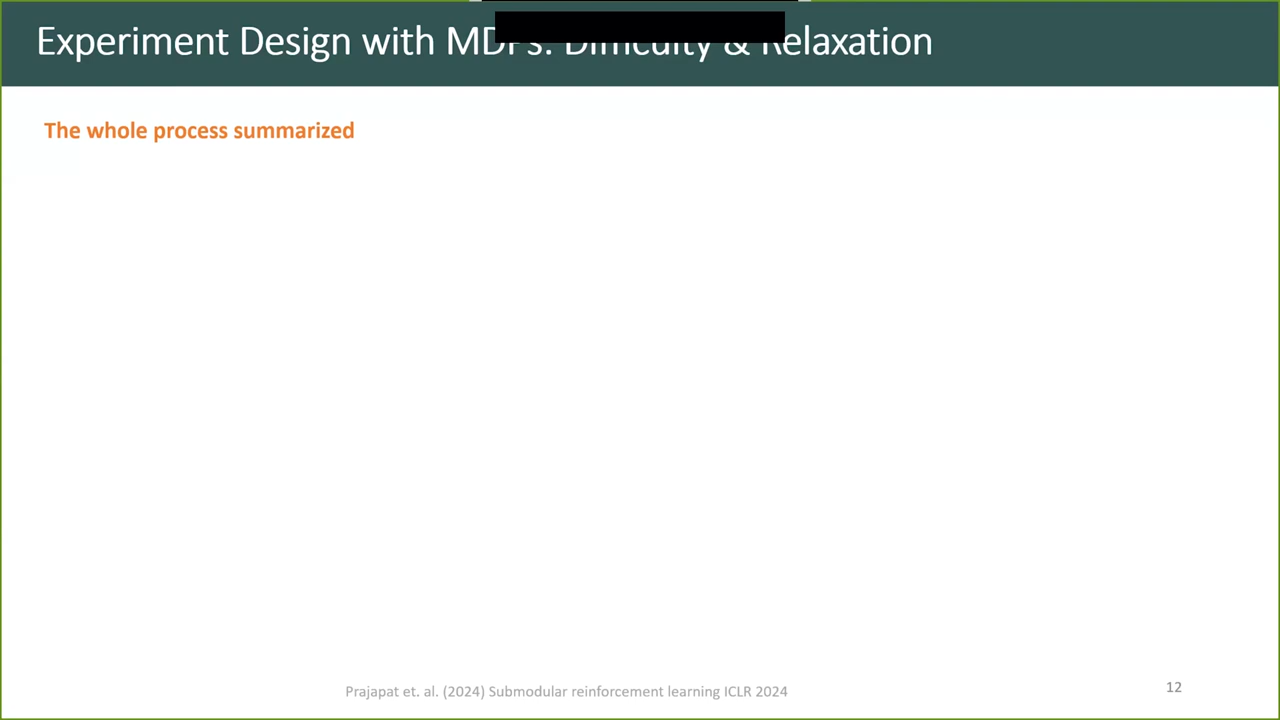 Experiment Design with MDPs: Difficulty & Relaxation
The whole process summarized
Prajapat et. al. (2024) Submodular reinforcement learning ICLR 2024
12